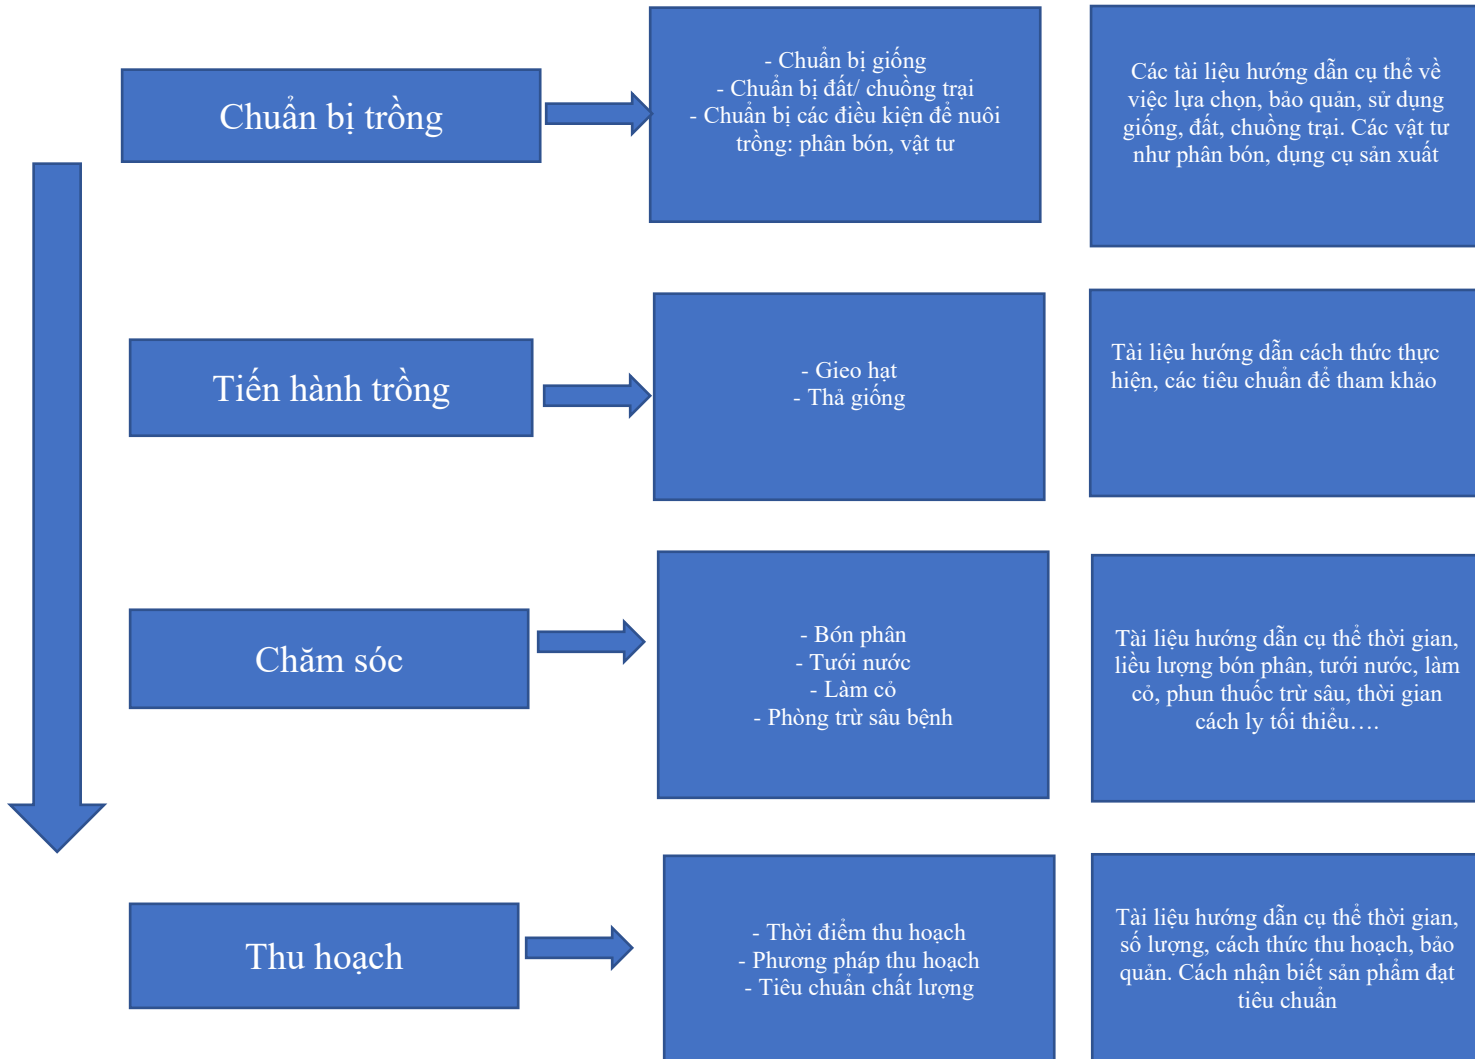 Chuẩn bị trồng
- Chuẩn bị giống
- Chuẩn bị đất/ chuồng trại
- Chuẩn bị các điều kiện để nuôi
trồng: phân bón, vật tư
Các tài liệu hướng dẫn cụ thể về
việc lựa chọn, bảo quản, sử dụng
giống, đất, chuồng trại. Các vật tư
như phân bón, dụng cụ sản xuất
Tiến hành trồng
- Gieo hạt
- Thả giống
Tài liệu hướng dẫn cách thức thực
hiện, các tiêu chuẩn để tham khảo
Chăm sóc
- Bón phân
- Tưới nước
- Làm cỏ
- Phòng trừ sâu bệnh
Tài liệu hướng dẫn cụ thể thời gian,
liều lượng bón phân, tưới nước, làm
cỏ, phun thuốc trừ sâu, thời gian
cách ly tối thiểu….
Thu hoạch
- Thời điểm thu hoạch
- Phương pháp thu hoạch
- Tiêu chuẩn chất lượng
Tài liệu hướng dẫn cụ thể thời gian,
số lượng, cách thức thu hoạch, bảo
quản. Cách nhận biết sản phẩm đạt
tiêu chuẩn